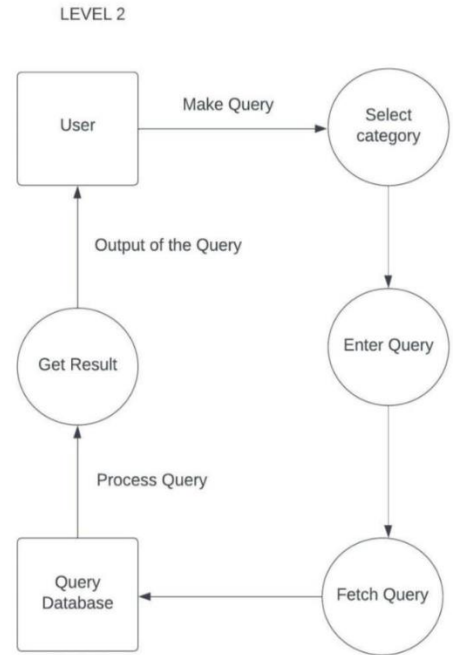 LEVEL 2
User
Make Query
Select
category
Output of the Query
Enter Query
Get Result
Process Query
Query
Database
Fetch Query